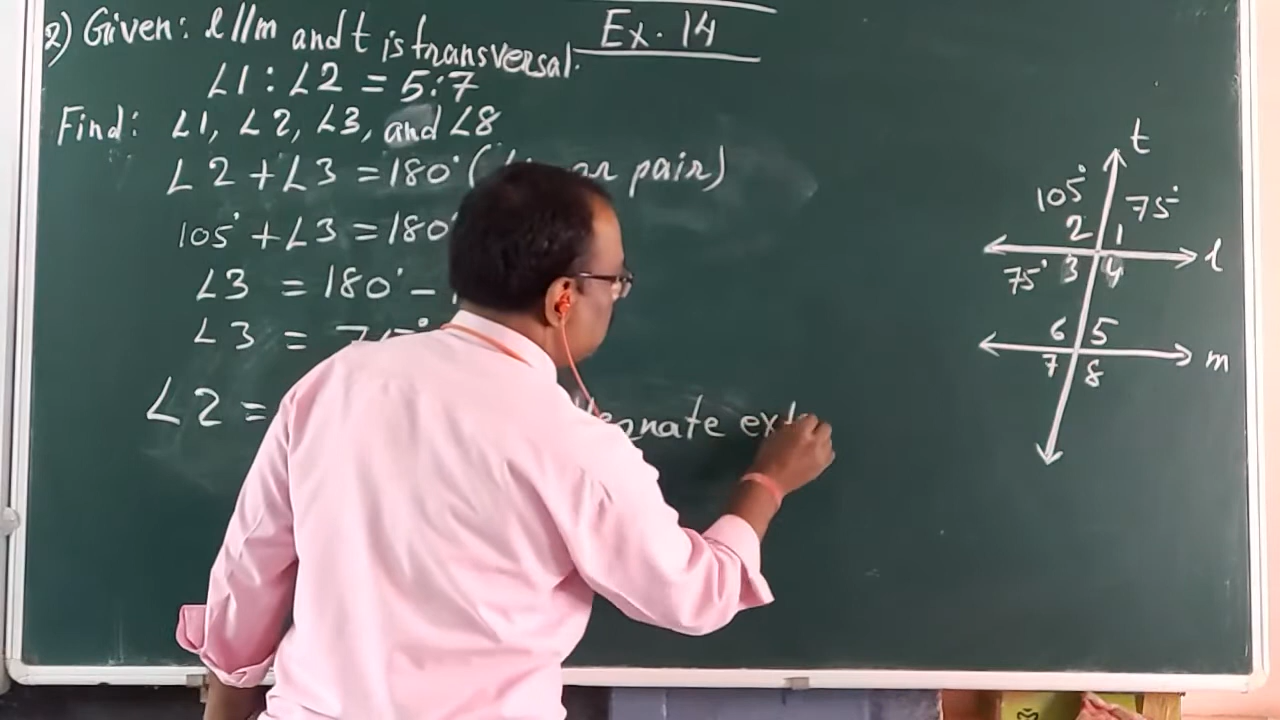 2) Given: l//m and t is transversal.
Ex. 14
∠1 : ∠2 = 5:7
Find: ∠1, ∠2, ∠3, and ∠8
∠2 + ∠3 = 180° ( pair)
105° + ∠3 = 180°
∠3 = 180° -
∠3 =
∠2 =
t
105° 75°
2 1
l
75° 3 4
6 5
m
7 8